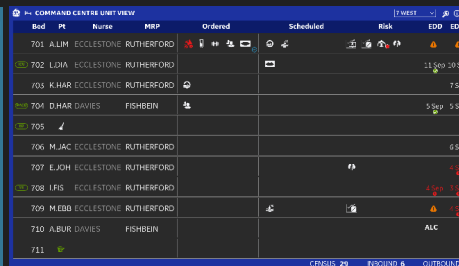 COMMAND CENTRE UNIT VIEW 7 WEST
Bed Pt Nurse MRP Ordered Scheduled Risk EDD
701 A.LIM ECCLESTONE RUTHERFORD
702 L.DIA ECCLESTONE RUTHERFORD 11 Sep
703 K.HAR ECCLESTONE RUTHERFORD
704 D.HAR DAVIES FISHBEIN 5 Sep
705
706 M.JAC ECCLESTONE RUTHERFORD
707 E.JOH ECCLESTONE RUTHERFORD
708 I.FIS ECCLESTONE RUTHERFORD 4 Sep
709 M.EBB ECCLESTONE RUTHERFORD
710 A.BUR DAVIES FISHBEIN ALC
711
CENSUS 29 INBOUND 6 OUTBOUND